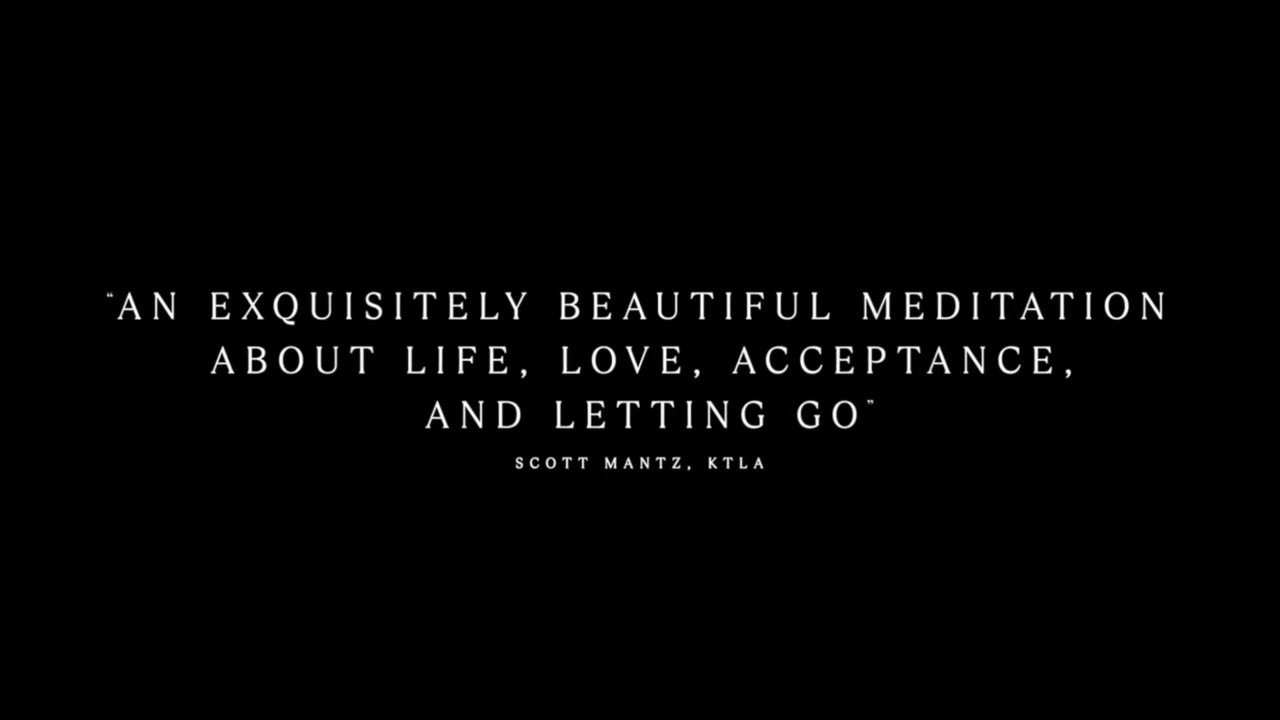 “AN EXQUISITELY BEAUTIFUL MEDITATION
ABOUT LIFE, LOVE, ACCEPTANCE,
AND LETTING GO”
SCOTT MANTZ, KTLA